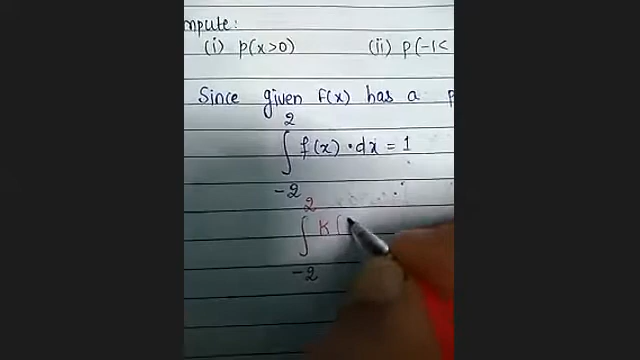 mpute:
(i) p(x>0) (ii) p(-1<
Since given f(x) has a p
∫_{-2}^{2} f(x)·dx = 1
∫_{-2}^{2} K(